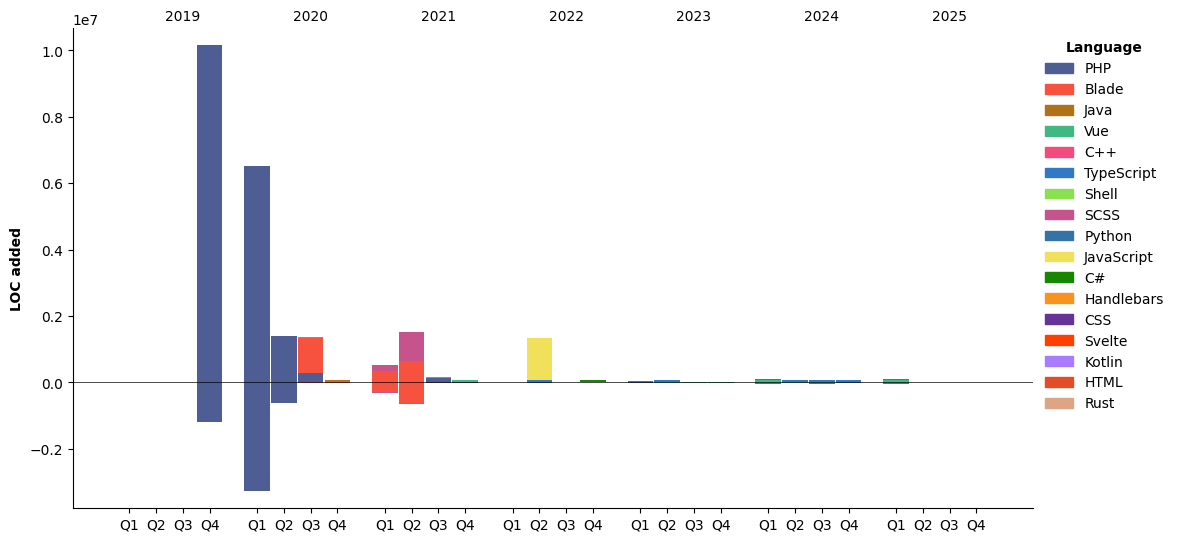 2019 2020 2021 2022 2023 2024 2025
1e7
1.0
0.8
0.6
0.4
0.2
0.0
−0.2
LOC added
Q1 Q2 Q3 Q4 Q1 Q2 Q3 Q4 Q1 Q2 Q3 Q4 Q1 Q2 Q3 Q4 Q1 Q2 Q3 Q4 Q1 Q2 Q3 Q4 Q1 Q2 Q3 Q4
Language
PHP
Blade
Java
Vue
C++
TypeScript
Shell
SCSS
Python
JavaScript
C#
Handlebars
CSS
Svelte
Kotlin
HTML
Rust